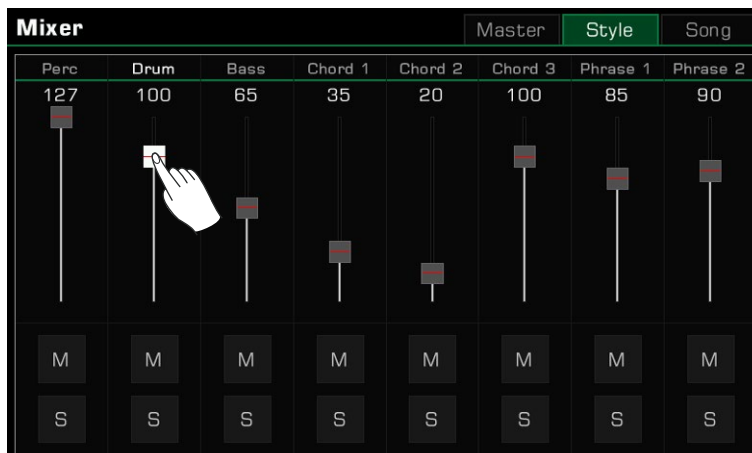 Mixer Master Style Song
Perc Drum Bass Chord 1 Chord 2 Chord 3 Phrase 1 Phrase 2
127 100 65 35 20 100 85 90
M M M M M M M M
S S S S S S S S